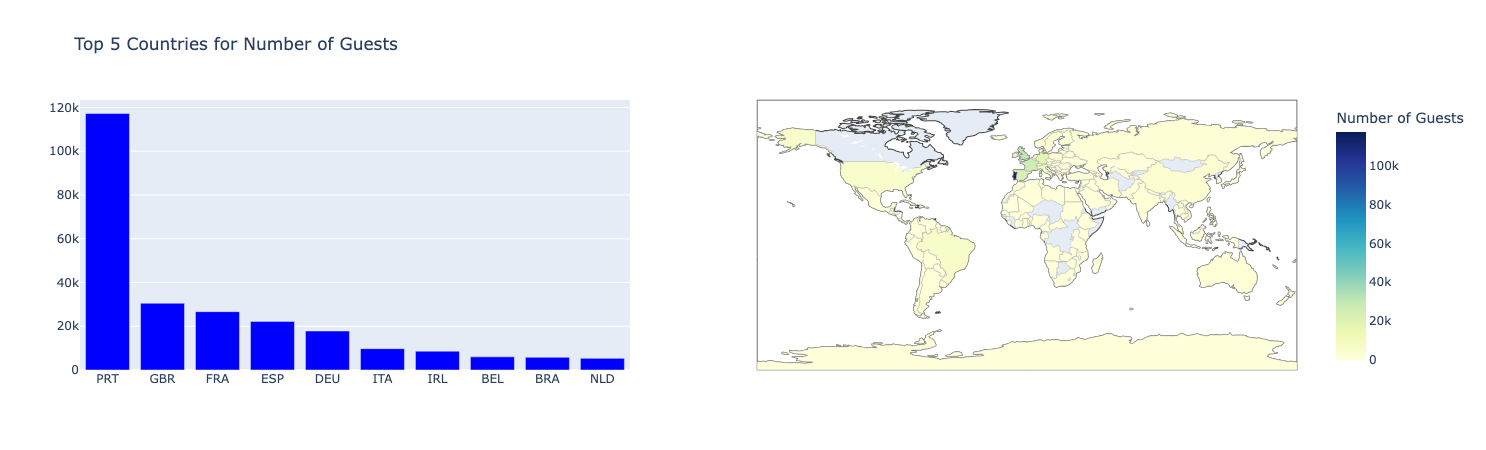 Top 5 Countries for Number of Guests
120k
100k
80k
60k
40k
20k
0
PRT GBR FRA ESP DEU ITA IRL BEL BRA NLD
Number of Guests
100k
80k
60k
40k
20k
0